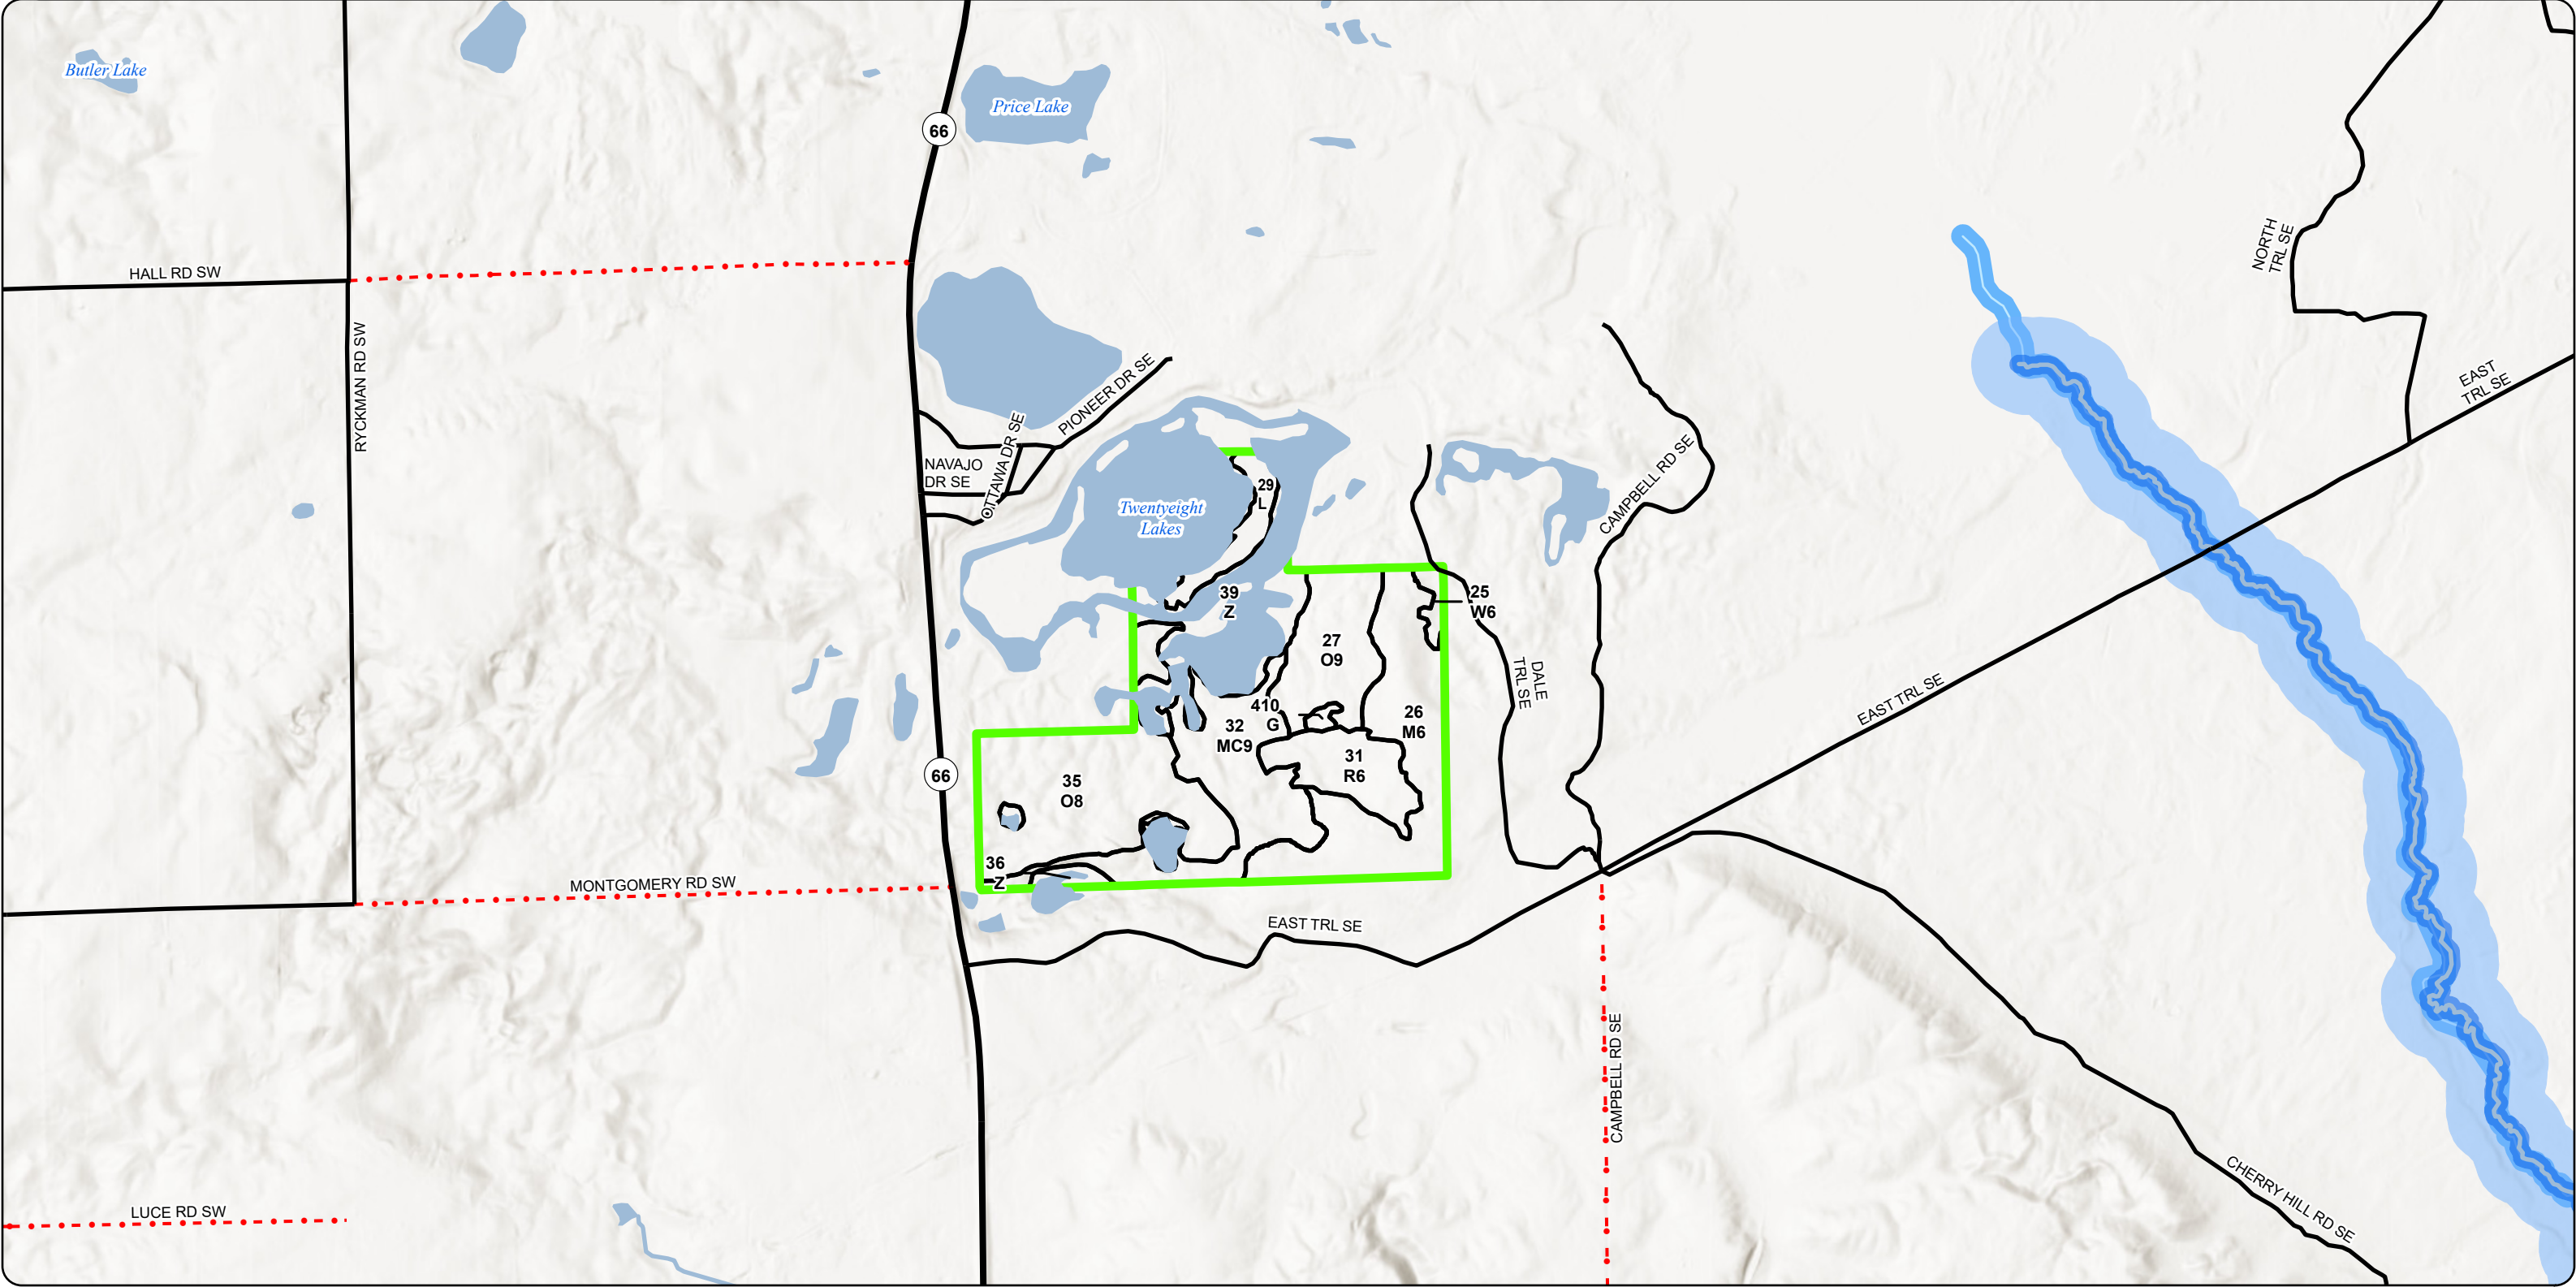 Butler Lake
Price Lake
66
HALL RD SW
NORTH
TRL SE
RYCKMAN RD SW
PIONEER DR SE
EAST
TRL SE
OTTAWA DR SE
NAVAJO
DR SE
CAMPBELL RD SE
29
L
Twentyeight
Lakes
39
Z
25
W6
27
O9
DALE
TRL SE
EAST TRL SE
410
G
32
MC9
26
M6
31
R6
66
35
O8
36
Z
MONTGOMERY RD SW
EAST TRL SE
CAMPBELL RD SE
CHERRY HILL RD SE
LUCE RD SW